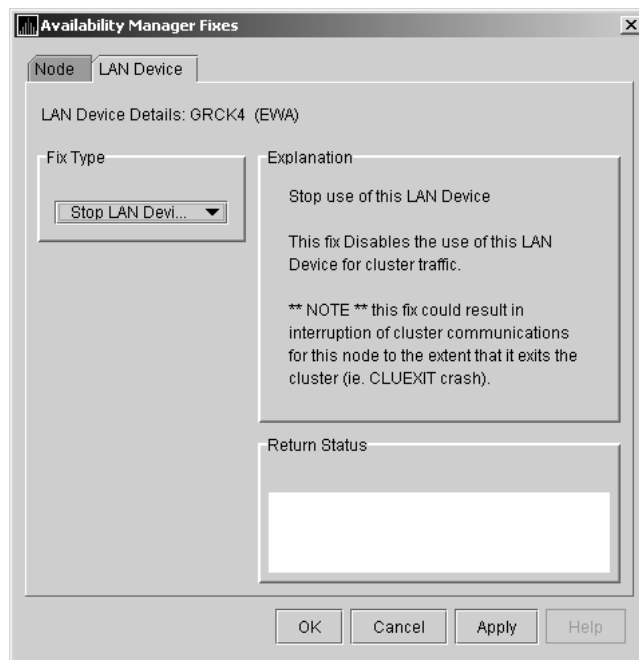 Availability Manager Fixes
Node
LAN Device
LAN Device Details: GRCK4 (EWA)
Fix Type
Stop LAN Devi...
Explanation
Stop use of this LAN Device
This fix Disables the use of this LAN
Device for cluster traffic.
** NOTE ** this fix could result in
interruption of cluster communications
for this node to the extent that it exits the
cluster (ie. CLUEXIT crash).
Return Status
OK
Cancel
Apply
Help